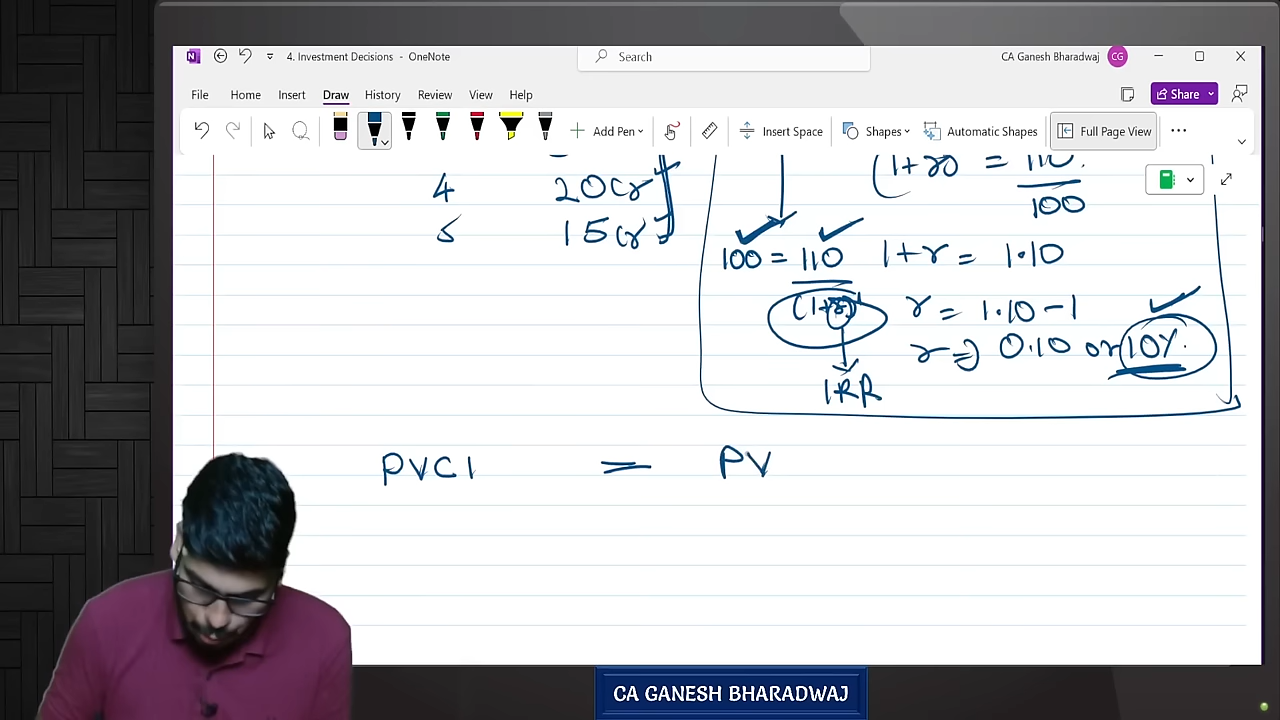 4. Investment Decisions - OneNote
Search
CA Ganesh Bharadwaj CG
File Home Insert Draw History Review View Help Share
Add Pen Insert Space Shapes Automatic Shapes Full Page View
4 20Cr
5 15Cr
(1+r) = 110
100
100 = 110
(1+r)¹
IRR
1+r = 1.10
r = 1.10-1
r => 0.10 or 10%.
PVCI = PV
CA GANESH BHARADWAJ